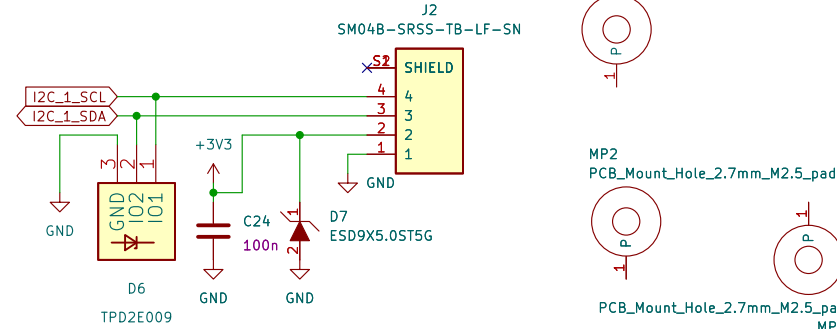 J2
SM04B-SRSS-TB-LF-SN
SHIELD
I2C_1_SCL
4
4
I2C_1_SDA
3
3
2
2
1
1
P
1
GND
3
2
1
GND
IO2
IO1
GND
D6
TPD2E009
+3V3
C24
100n
GND
1
2
D7
ESD9X5.0ST5G
GND
MP2
PCB_Mount_Hole_2.7mm_M2.5_pad
P
1
1
P
PCB_Mount_Hole_2.7mm_M2.5_pa
MP